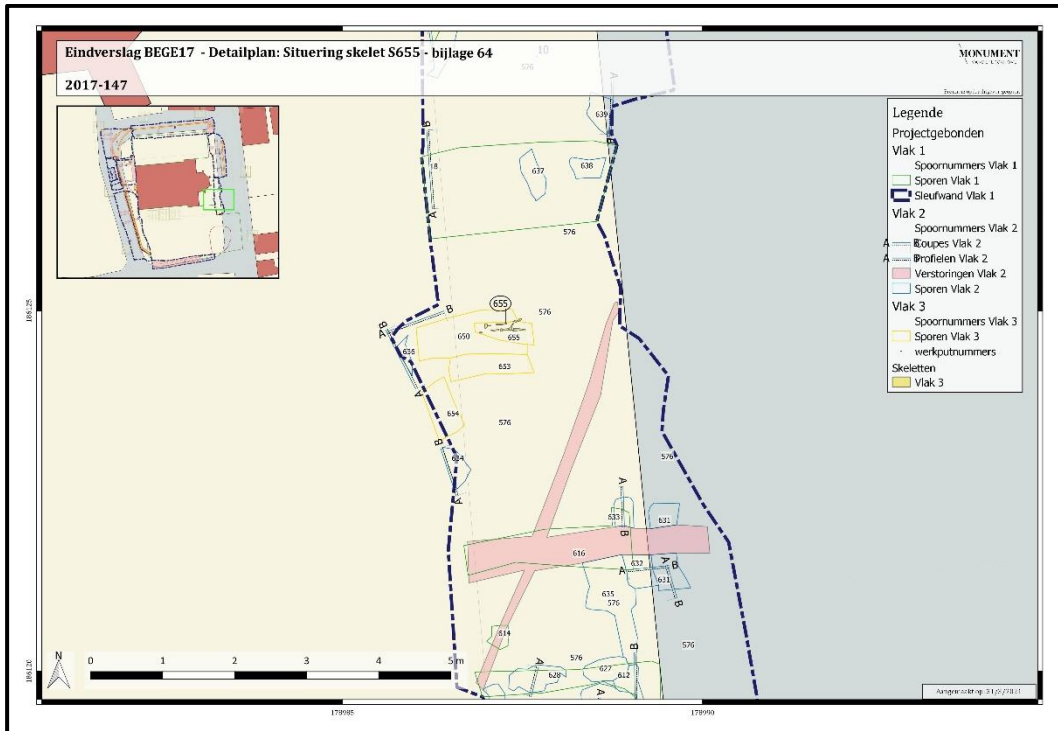 Eindverslag BEGE17 - Detailplan: Situering skelet S655 - bijlage 64
2017-147
MONUMENT
10
576
A
639
B
B
18
637
638
A
576
Legende
Projectgebonden
Vlak 1
Spoornummers Vlak 1
Sporen Vlak 1
Sleufwand Vlak 1
Vlak 2
Spoornummers Vlak 2
A B Coupes Vlak 2
A B Profielen Vlak 2
Verstoringen Vlak 2
Sporen Vlak 2
Vlak 3
Spoornummers Vlak 3
Sporen Vlak 3
werkputnummers
Skeletten
Vlak 3
186125
655
576
B
B
A
650
655
636
653
A
654
576
B
634
A
576
A
633
631
B
616
632
A
B
631
635
576
B
614
576
B
576
A
628
627
612
A
N
0 1 2 3 4 5 m
186120
178985
178990